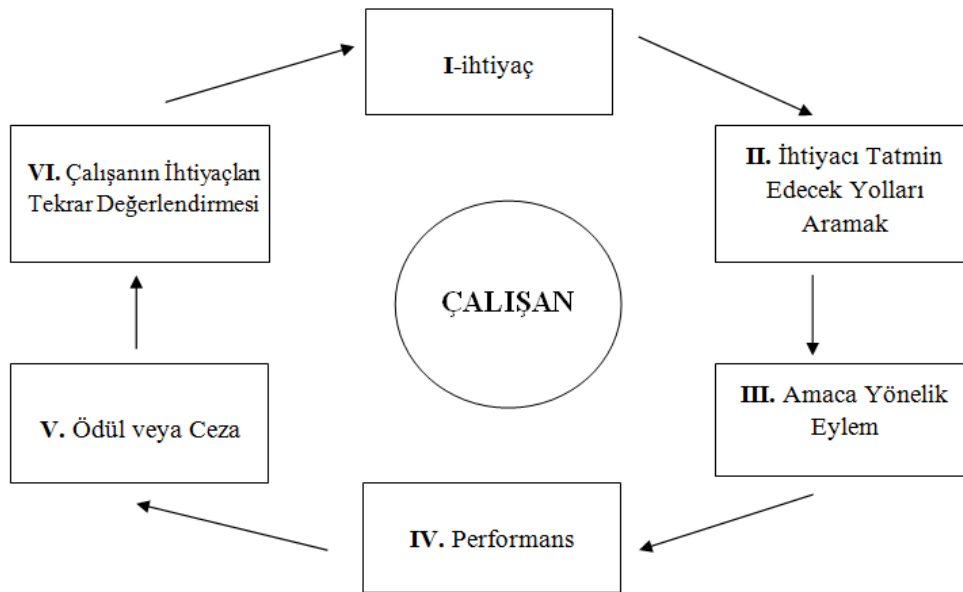 I-ihtiyaç
II. İhtiyacı Tatmin
Edecek Yolları
Aramak
III. Amaca Yönelik
Eylem
IV. Performans
V. Ödül veya Ceza
VI. Çalışanın İhtiyaçları
Tekrar Değerlendirmesi
ÇALIŞAN